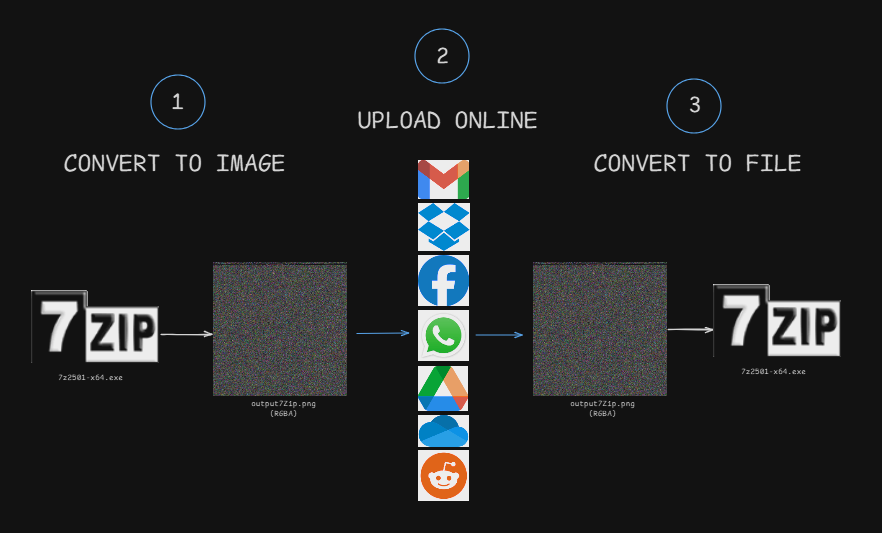 1
CONVERT TO IMAGE
2
UPLOAD ONLINE
3
CONVERT TO FILE
7 ZIP
7z2501-x64.exe
output7Zip.png
(RGBA)
output7Zip.png
(RGBA)
7 ZIP
7z2501-x64.exe